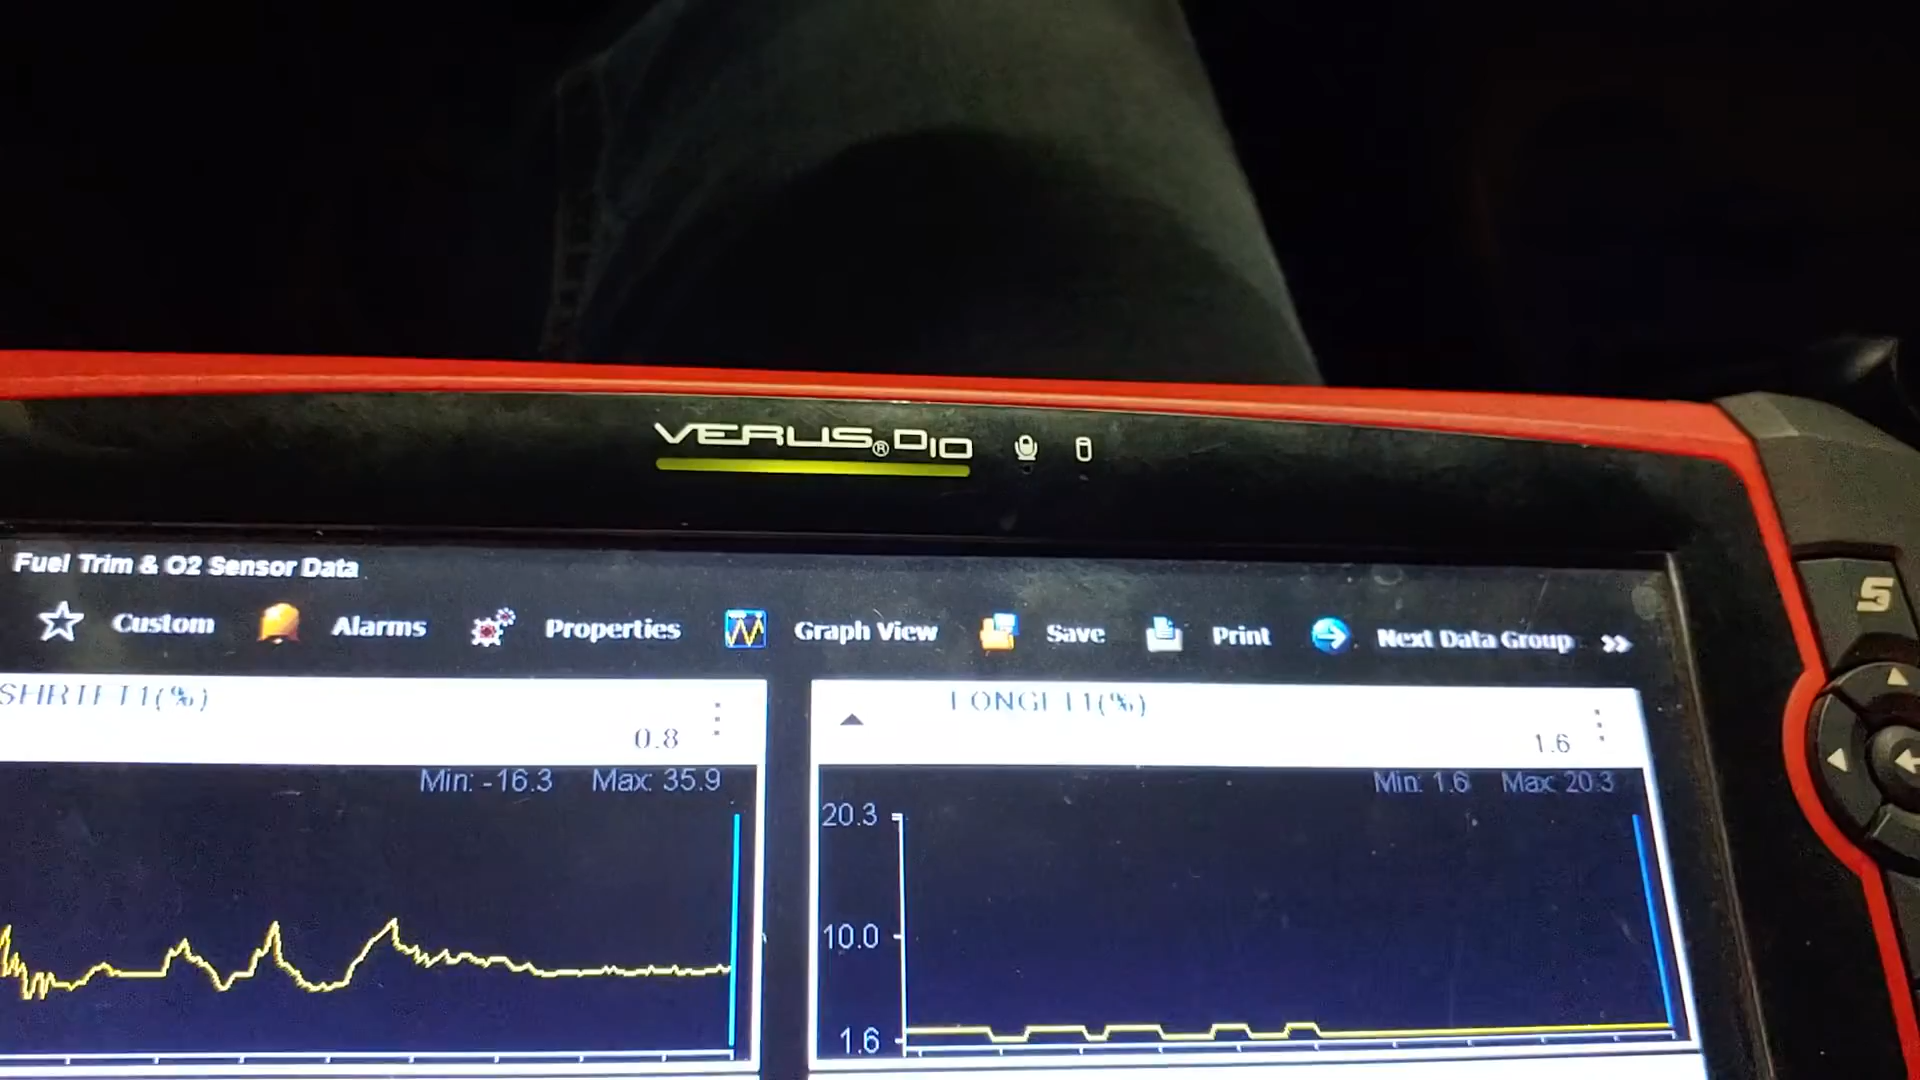 VERUS® D10
S
Fuel Trim & O2 Sensor Data
Custom Alarms Properties Graph View Save Print Next Data Group >>
SHRTFT1(%) LONGFT1(%)
0.8 1.6
Min: -16.3 Max: 35.9 Min: 1.6 Max: 20.3
20.3
10.0
1.6